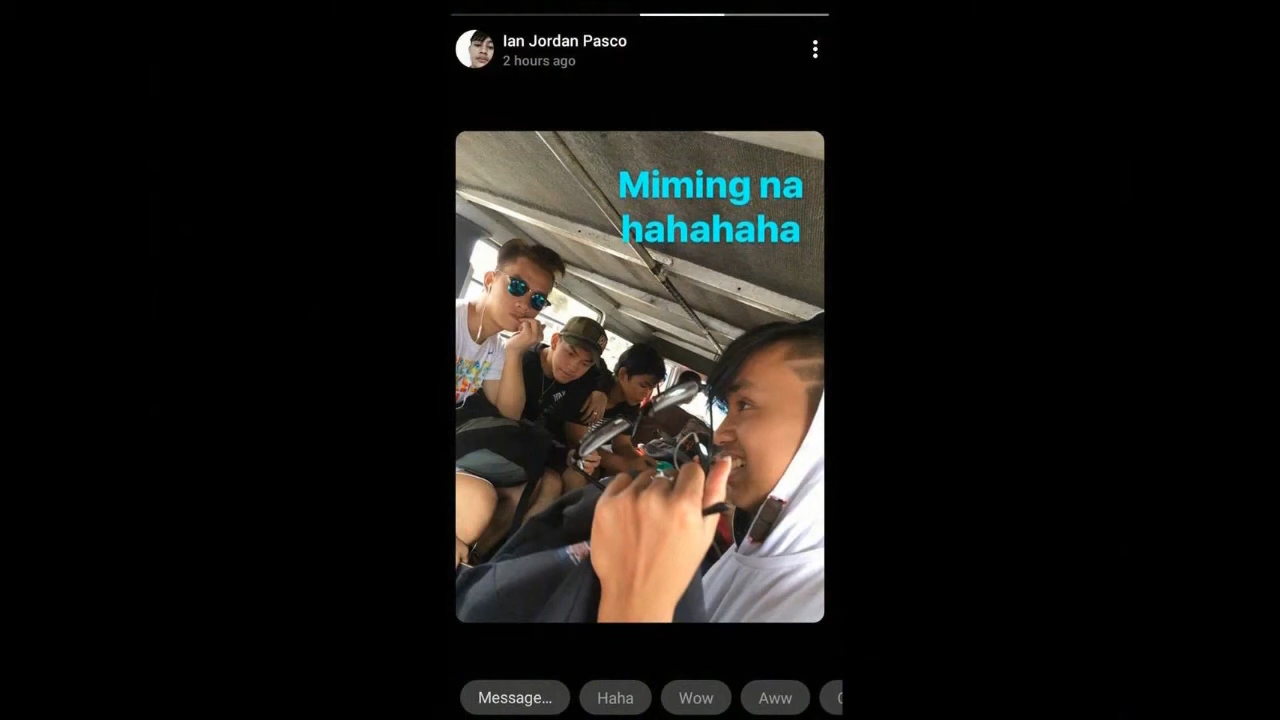 Ian Jordan Pasco
2 hours ago
Miming na
hahahaha
Message...
Haha
Wow
Aww